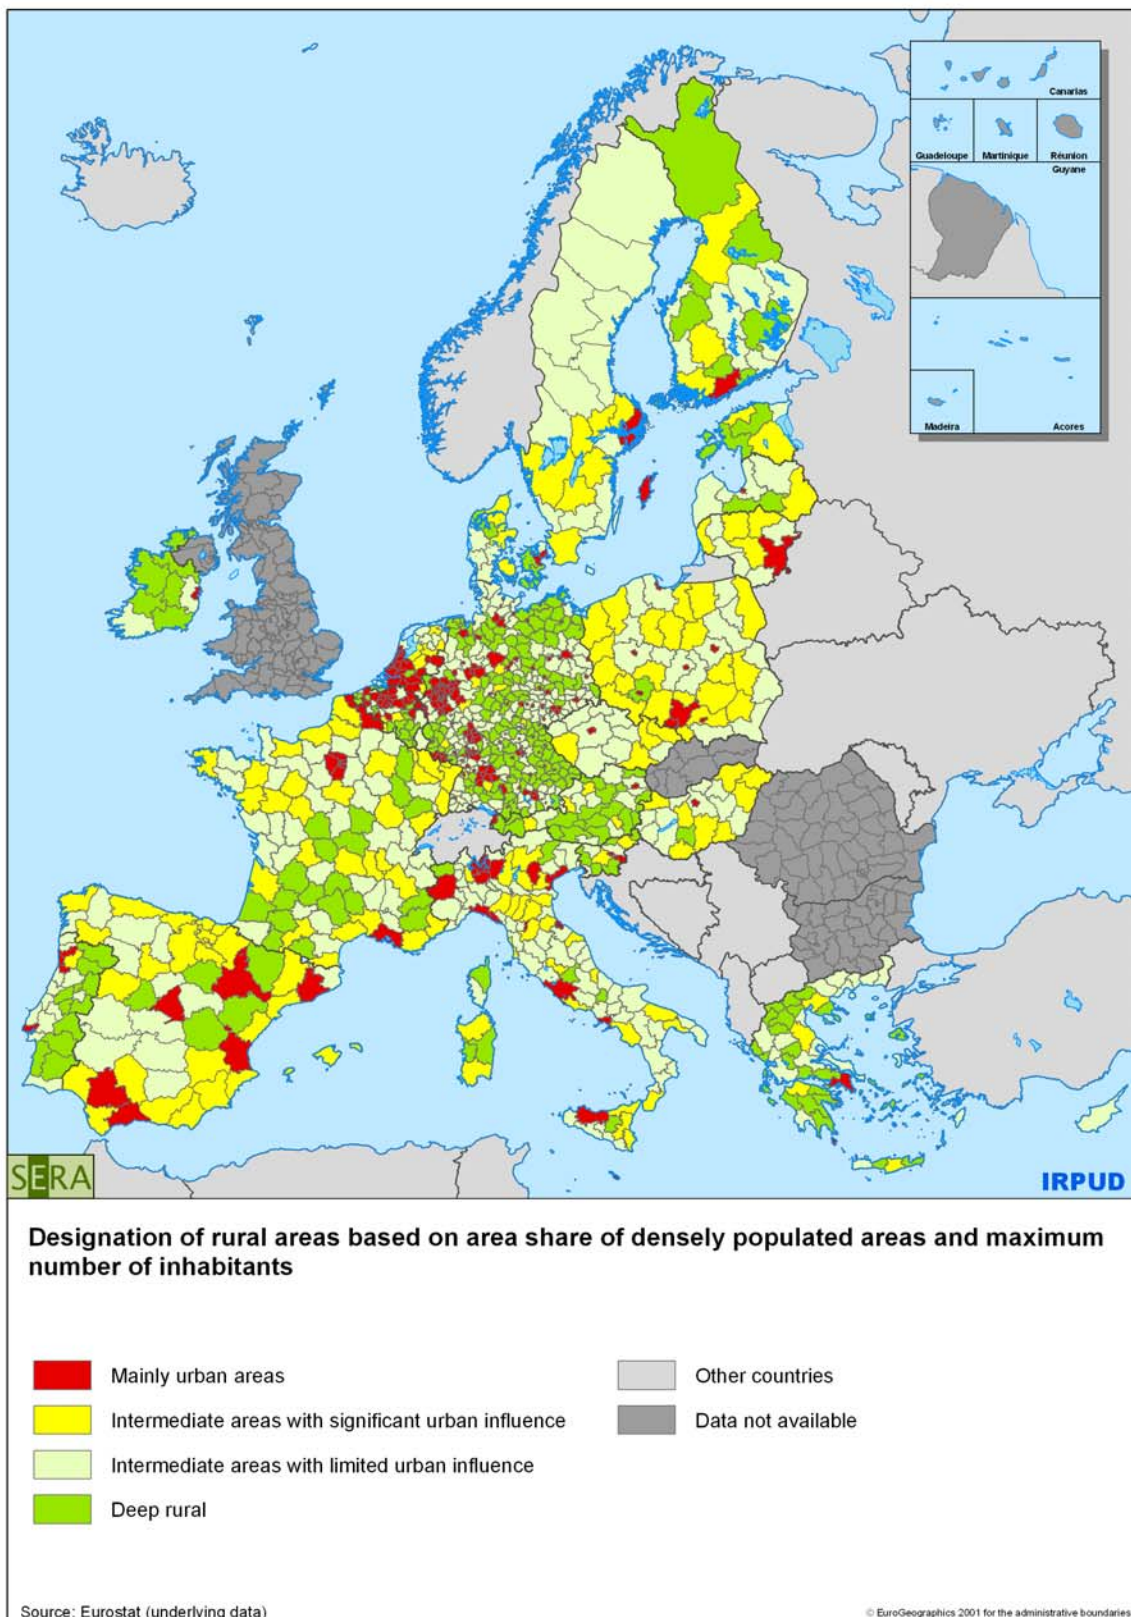 Canarias
Guadeloupe
Martinique
Réunion
Guyane
Madeira
Acores
SERA
IRPUD
Designation of rural areas based on area share of densely populated areas and maximum
number of inhabitants
Mainly urban areas
Other countries
Intermediate areas with significant urban influence
Data not available
Intermediate areas with limited urban influence
Deep rural
Source: Eurostat (underlying data)
© EuroGeographics 2001 for the administrative boundaries